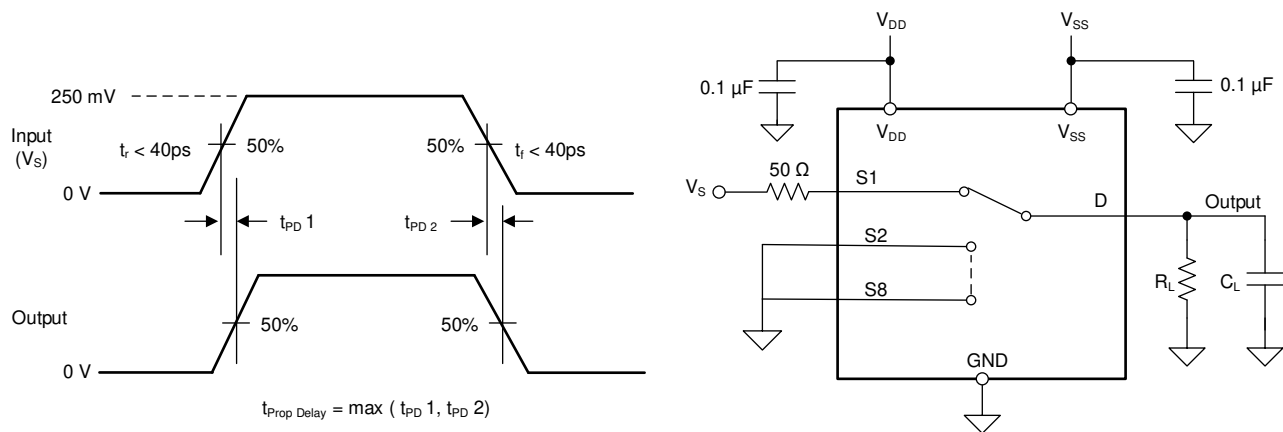 250 mV
Input
(VS)
tr < 40ps
50%
50%
tf < 40ps
0 V
tPD 1
tPD 2
Output
50%
50%
0 V
tProp Delay = max ( tPD 1, tPD 2)
VDD
VSS
0.1 µF
0.1 µF
VDD
VSS
50 Ω
VS
S1
D
Output
S2
S8
RL
CL
GND